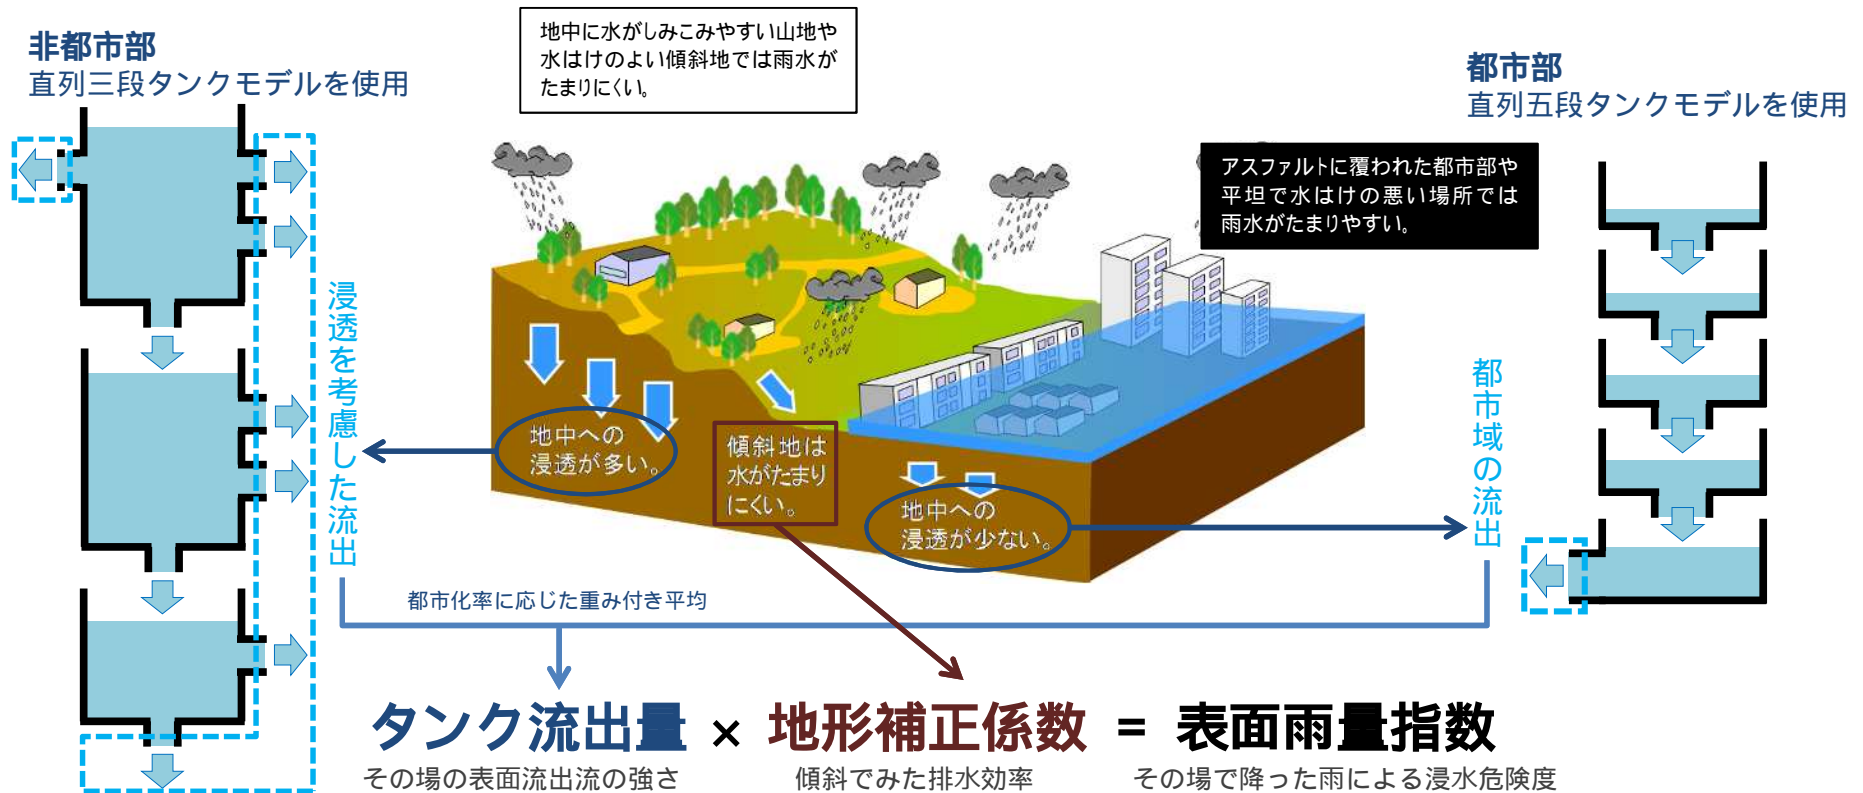 非都市部
直列三段タンクモデルを使用
地中に水がしみこみやすい山地や
水はけのよい傾斜地では雨水が
たまりにくい。
都市部
直列五段タンクモデルを使用
アスファルトに覆われた都市部や
平坦で水はけの悪い場所では
雨水がたまりやすい。
浸透を考慮した流出
地中への
浸透が多い。
傾斜地は
水がたまり
にくい。
地中への
浸透が少ない。
都市域の流出
都市化率に応じた重み付き平均
タンク流出量 × 地形補正係数 = 表面雨量指数
その場の表面流出流の強さ
傾斜でみた排水効率
その場で降った雨による浸水危険度